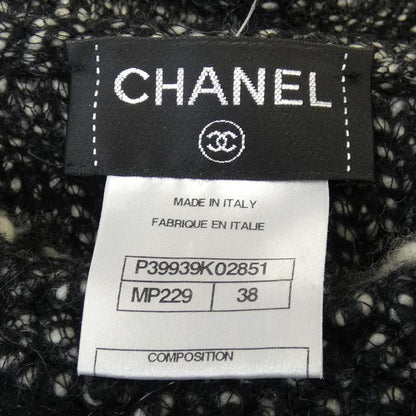 CHANEL
MADE IN ITALY
FABRIQUE EN ITALIE
P39939K02851
MP229 38
COMPOSITION